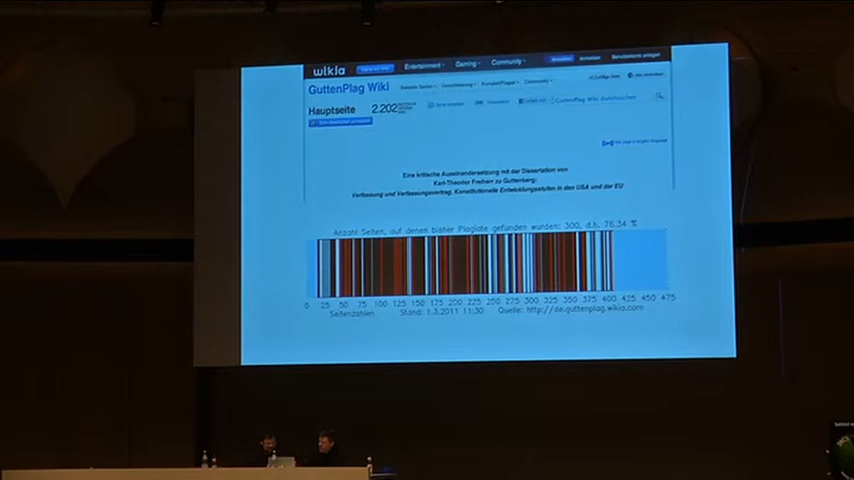 wikia Entertainment Gaming Community
GuttenPlag Wiki
Hauptseite 2.202
GuttenPlag Wiki durchsuchen
Eine kritische Auseinandersetzung mit der Dissertation von
Karl-Theodor Freiherr zu Guttenberg:
Verfassung und Verfassungsvertrag. Konstitutionelle Entwicklungsstufen in den USA und der EU
Anzahl Seiten, auf denen bisher Plagiate gefunden wurden: 300, d.h. 76.34 %
0 25 50 75 100 125 150 175 200 225 250 275 300 325 350 375 400 425 450 475
Seitenzahlen Stand: 1.3.2011 11:30 Quelle: http://de.guttenplag.wikia.com